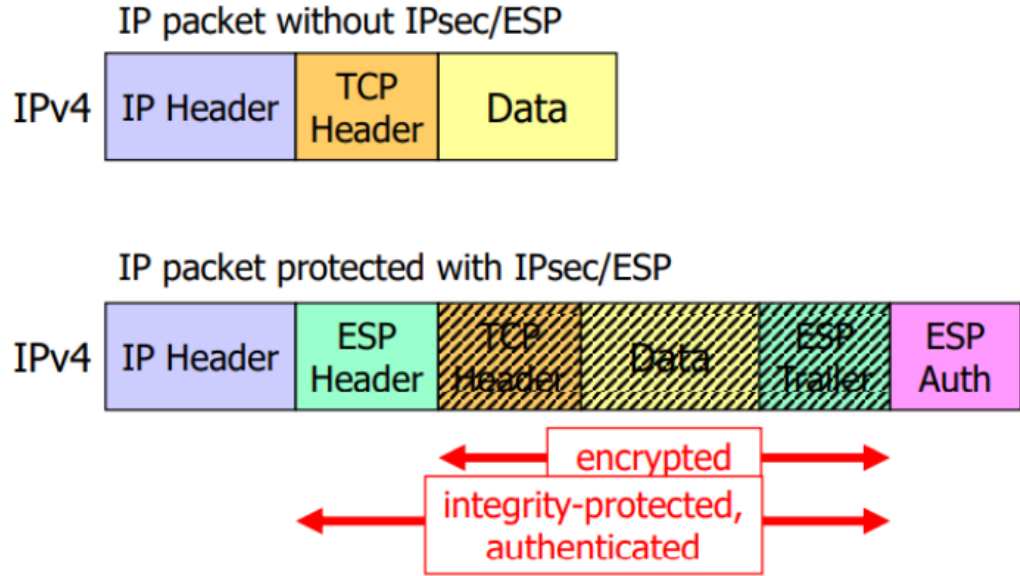 IP packet without IPsec/ESP
IPv4
IP Header
TCP
Header
Data
IP packet protected with IPsec/ESP
IPv4
IP Header
ESP
Header
TCP
Header
Data
ESP
Trailer
ESP
Auth
encrypted
integrity-protected,
authenticated